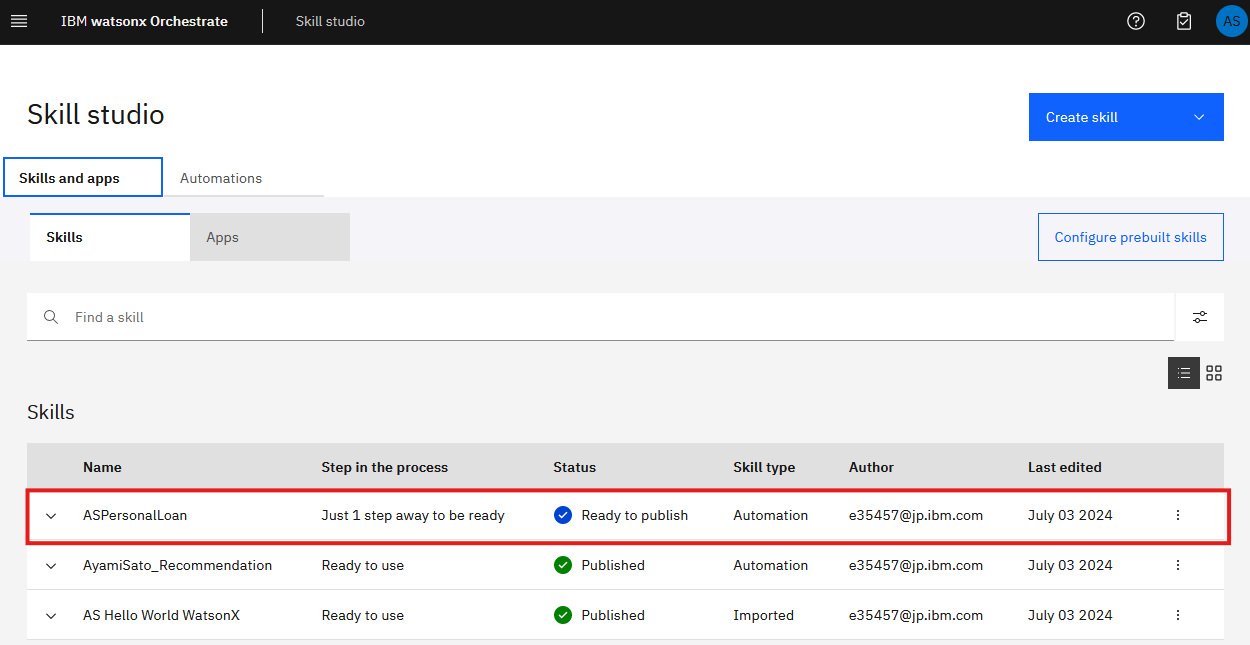 IBM watsonx Orchestrate Skill studio AS
Skill studio
Create skill
Skills and apps Automations
Skills Apps Configure prebuilt skills
Find a skill
Skills
Name Step in the process Status Skill type Author Last edited
ASPersonalLoan Just 1 step away to be ready Ready to publish Automation e35457@jp.ibm.com July 03 2024
AyamiSato_Recommendation Ready to use Published Automation e35457@jp.ibm.com July 03 2024
AS Hello World WatsonX Ready to use Published Imported e35457@jp.ibm.com July 03 2024